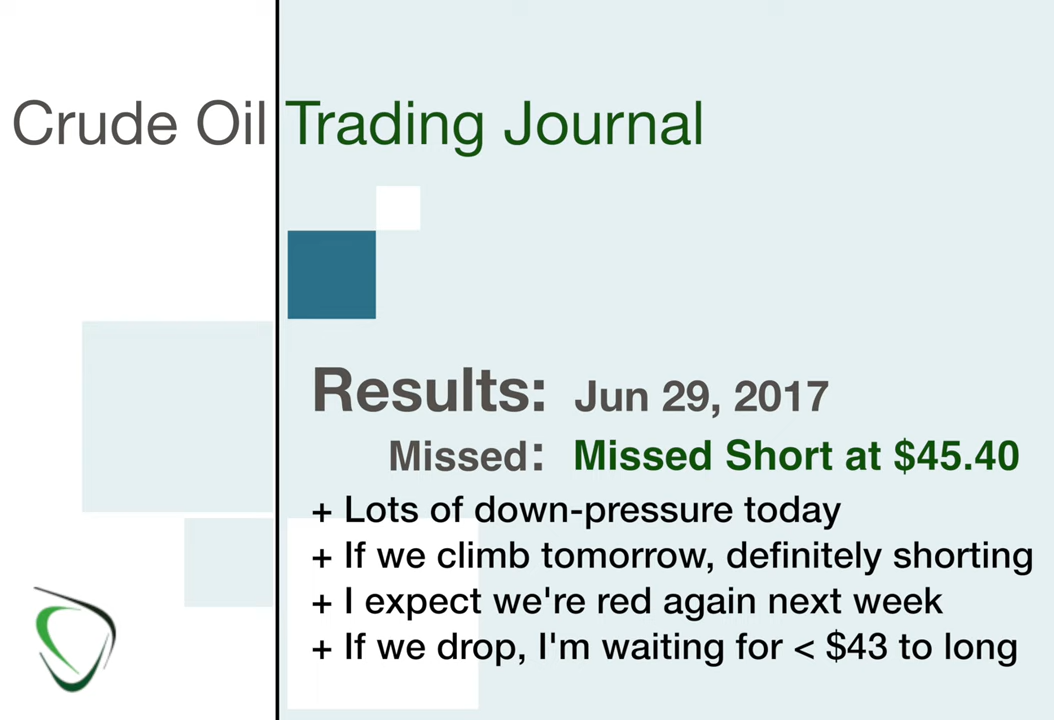 Crude Oil Trading Journal
Results: Jun 29, 2017
Missed: Missed Short at $45.40
+ Lots of down-pressure today
+ If we climb tomorrow, definitely shorting
+ I expect we're red again next week
+ If we drop, I'm waiting for < $43 to long